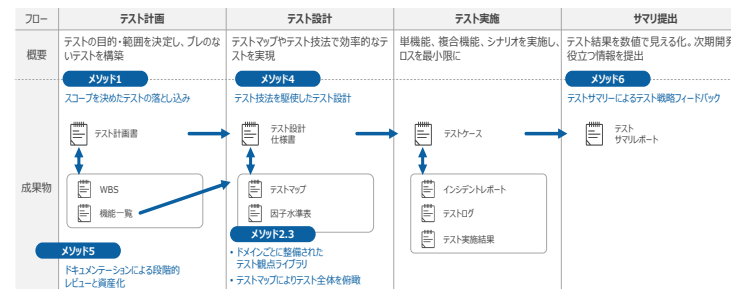 フロー
テスト計画
テスト設計
テスト実施
サマリ提出
概要
テストの目的・範囲を決定し、ブレのな
いテストを構築
テストマップやテスト技法で効率的なテ
ストを実現
単機能、複合機能、シナリオを実施し、
ロスを最小限に
テスト結果を数値で見える化。次期開発
役立つ情報を提出
成果物
メソッド1
スコープを決めたテストの落とし込み
テスト計画書
WBS
機能一覧
メソッド5
ドキュメンテーションによる段階的
レビューと資産化
メソッド4
テスト技法を駆使したテスト設計
テスト設計
仕様書
テストマップ
因子水準表
メソッド2.3
・ドメインごとに整備された
テスト観点ライブラリ
・テストマップによりテスト全体を俯瞰
テストケース
インシデントレポート
テストログ
テスト実施結果
メソッド6
テストサマリーによるテスト戦略フィードバック
テスト
サマリレポート